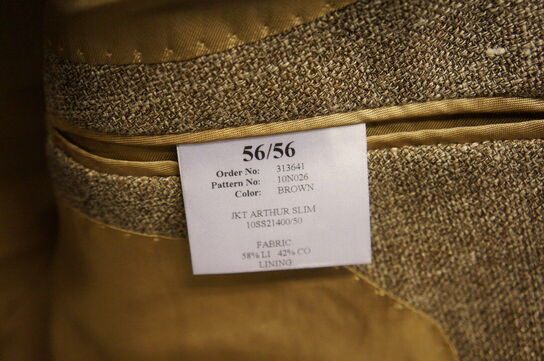 56/56
Order No: 313641
Pattern No: 10N026
Color: BROWN
JKT ARTHUR SLIM
10SS21400/50
FABRIC
58% LI 42% CO
LINING